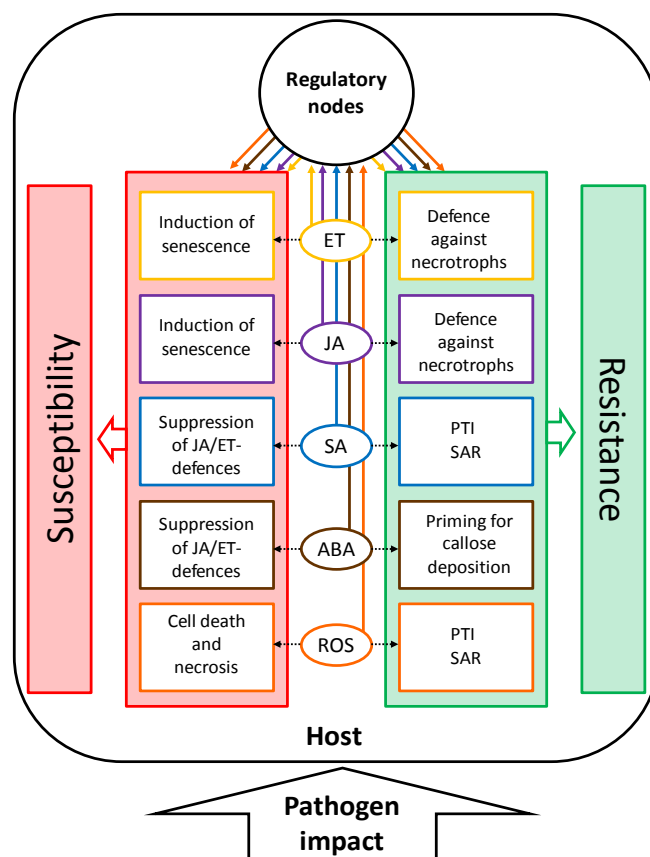 Regulatory
nodes
Susceptibility
Induction of
senescence
ET
Defence
against
necrotrophs
Induction of
senescence
JA
Defence
against
necrotrophs
Suppression
of JA/ET-
defences
SA
PTI
SAR
Suppression
of JA/ET-
defences
ABA
Priming for
callose
deposition
Cell death
and
necrosis
ROS
PTI
SAR
Resistance
Host
Pathogen
impact